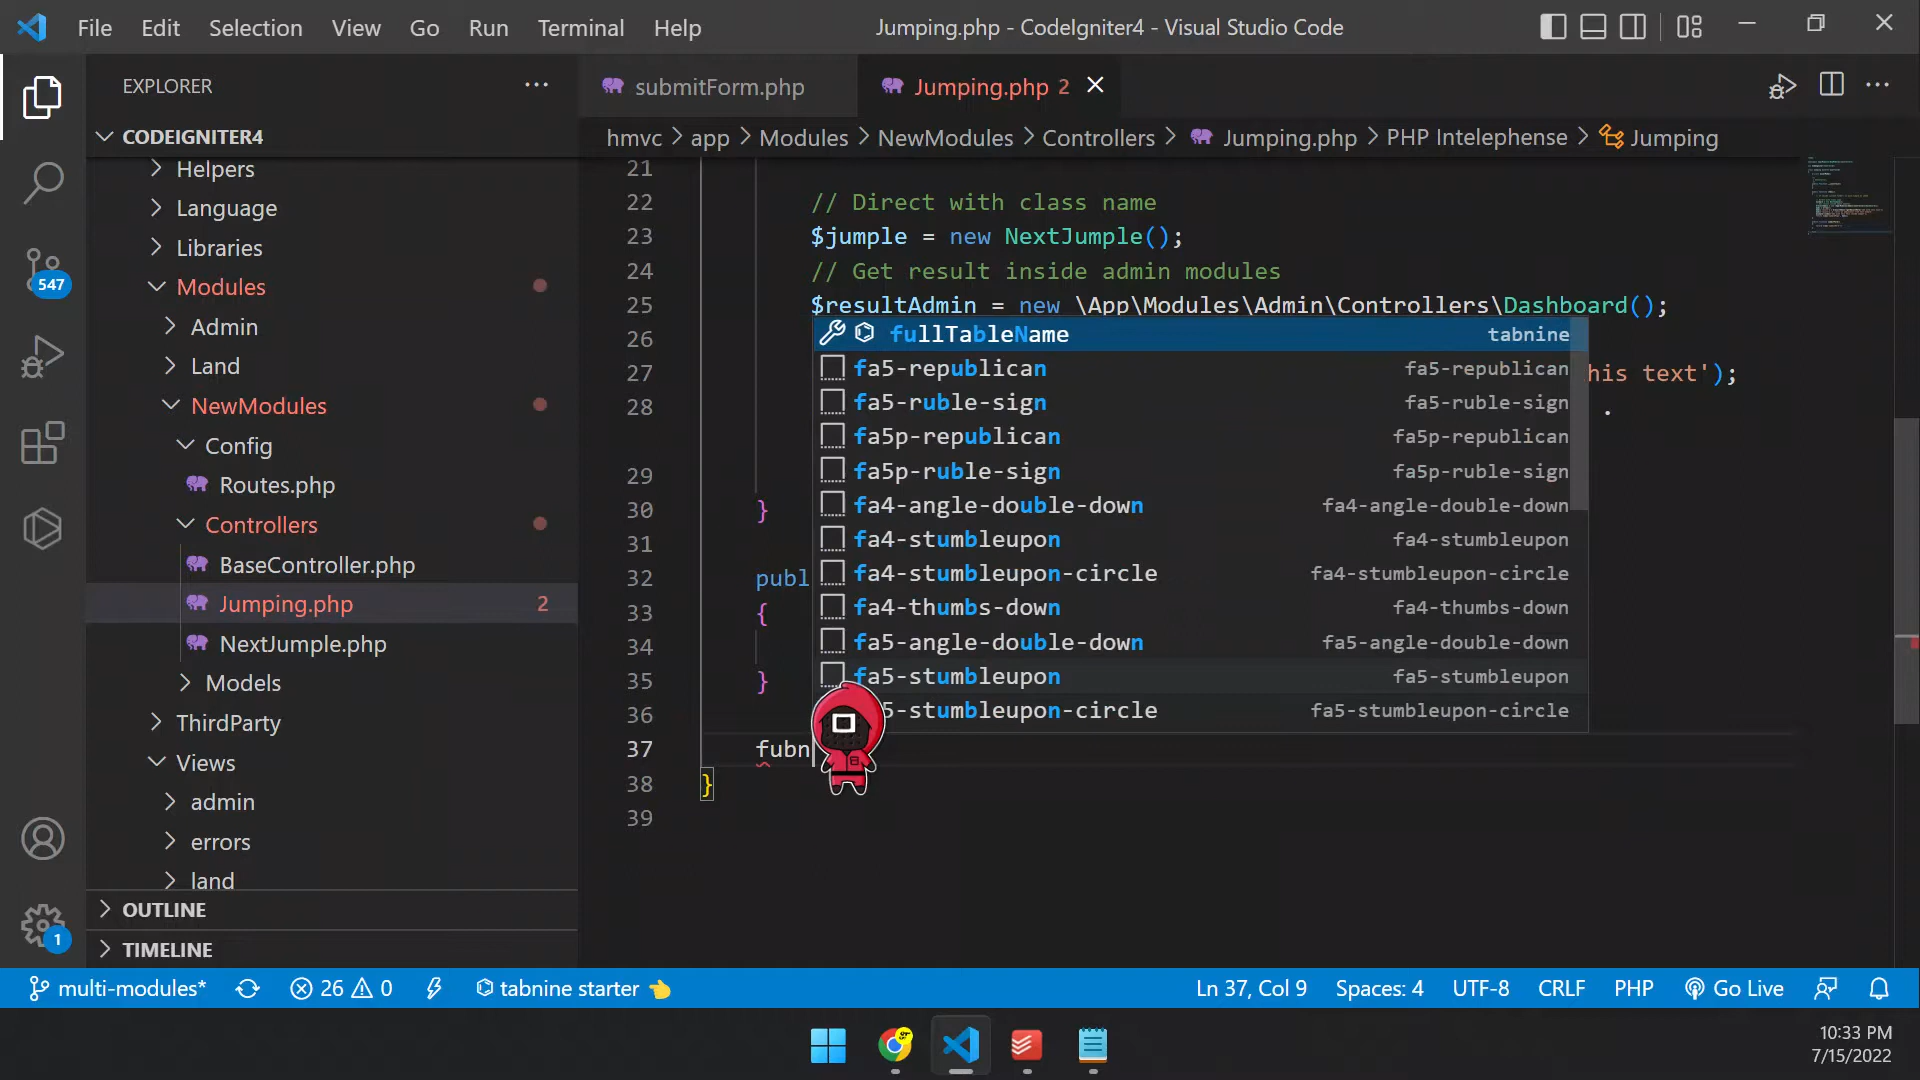 File Edit Selection View Go Run Terminal Help
Jumping.php - CodeIgniter4 - Visual Studio Code
EXPLORER
CODEIGNITER4
Helpers
Language
Libraries
547
Modules
Admin
Land
NewModules
Config
Routes.php
Controllers
BaseController.php
Jumping.php 2
NextJumple.php
Models
ThirdParty
Views
admin
errors
land
OUTLINE
TIMELINE
1
submitForm.php
Jumping.php 2
hmvc > app > Modules > NewModules > Controllers > Jumping.php > PHP Intelephense > Jumping
21
22 // Direct with class name
23 $jumple = new NextJumple();
24 // Get result inside admin modules
25 $resultAdmin = new \App\Modules\Admin\Controllers\Dashboard();
26
27 his text');
28 .
29
30 }
31
32 publ
33 {
34
35 }
36
37 fubn
38 }
39
fullTableName tabnine
fa5-republican fa5-republican
fa5-ruble-sign fa5-ruble-sign
fa5p-republican fa5p-republican
fa5p-ruble-sign fa5p-ruble-sign
fa4-angle-double-down fa4-angle-double-down
fa4-stumbleupon fa4-stumbleupon
fa4-stumbleupon-circle fa4-stumbleupon-circle
fa4-thumbs-down fa4-thumbs-down
fa5-angle-double-down fa5-angle-double-down
fa5-stumbleupon fa5-stumbleupon
5-stumbleupon-circle fa5-stumbleupon-circle
multi-modules* 26 0 tabnine starter
Ln 37, Col 9 Spaces: 4 UTF-8 CRLF PHP Go Live
10:33 PM
7/15/2022